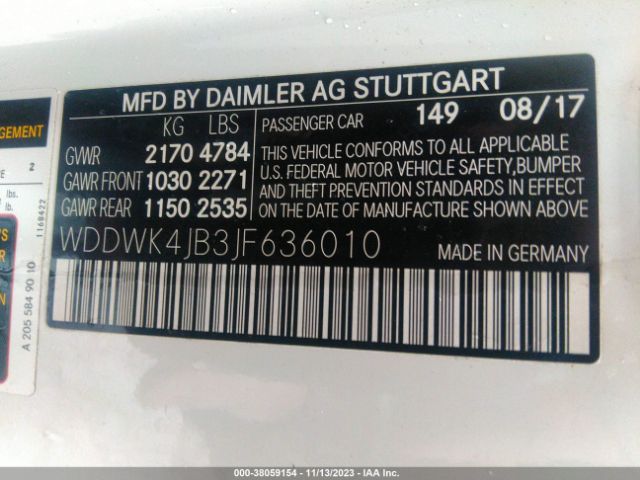 MFD BY DAIMLER AG STUTTGART
KG LBS
PASSENGER CAR 149 08/17
GVWR 2170 4784
GAWR FRONT 1030 2271
GAWR REAR 1150 2535
THIS VEHICLE CONFORMS TO ALL APPLICABLE
U.S. FEDERAL MOTOR VEHICLE SAFETY, BUMPER
AND THEFT PREVENTION STANDARDS IN EFFECT
ON THE DATE OF MANUFACTURE SHOWN ABOVE
WDDWK4JB3JF636010
MADE IN GERMANY
2
lbs.
1168422
A 205 584 90 10
000-38059154 - 11/13/2023 - IAA Inc.